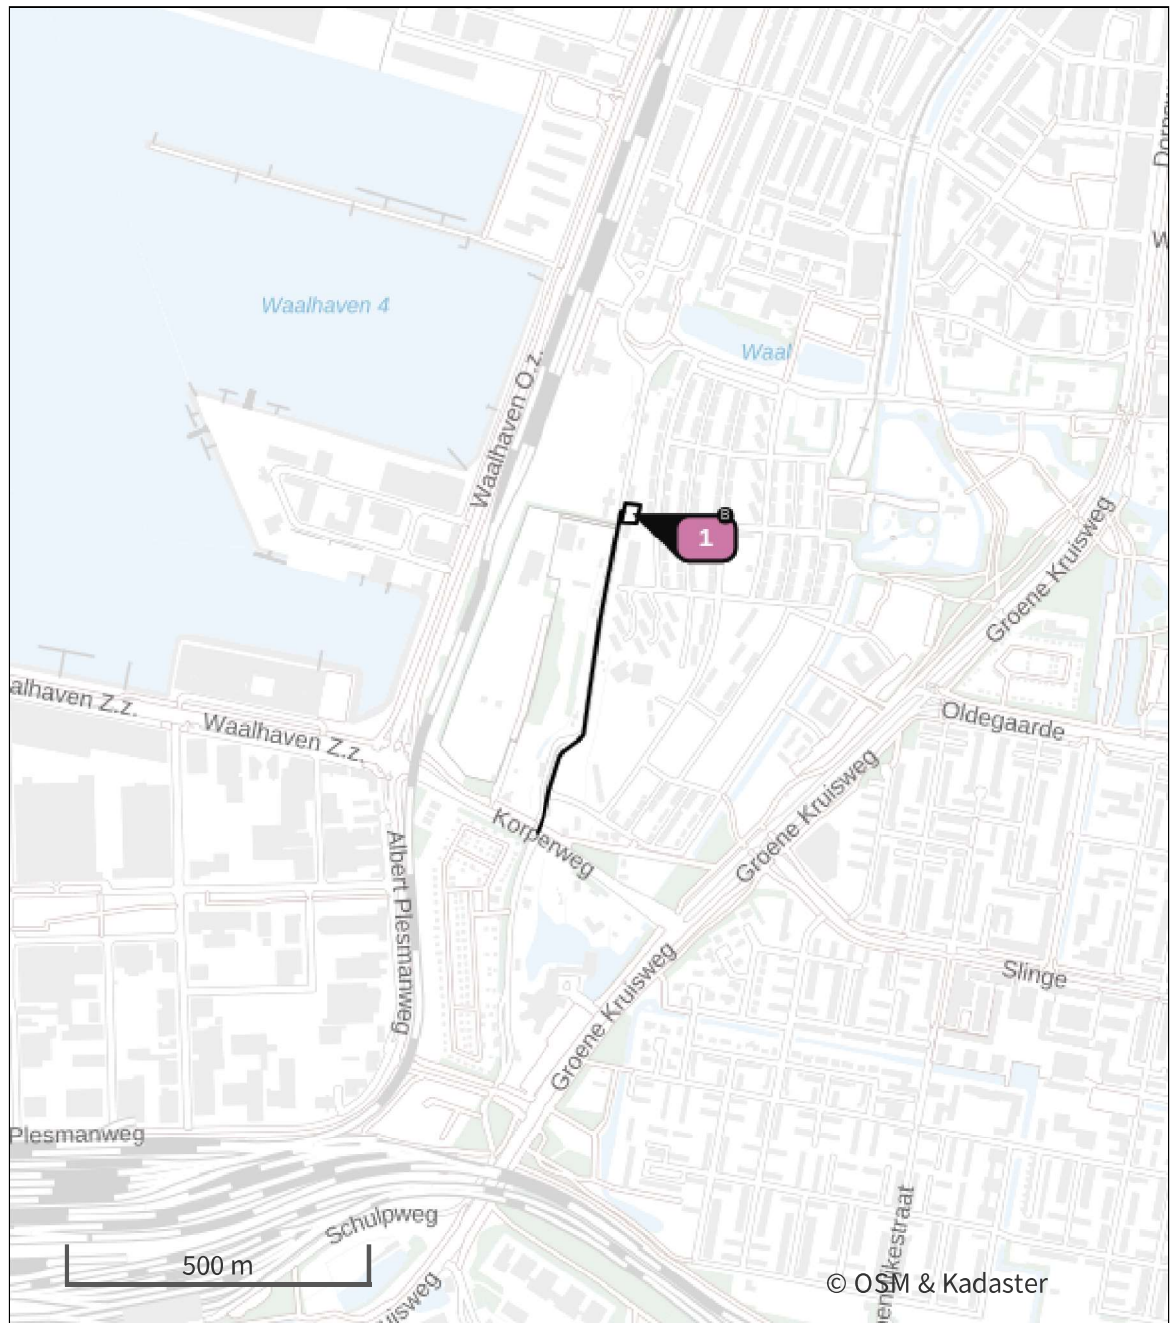 Waalhaven 4
Waal
Waalhaven O.z.
1
B
Groene Kruisweg
alhaven Z.z.
Waalhaven Z.z.
Oldegaarde
Korperweg
Groene Kruisweg
Albert Plesmanweg
Groene Kruisweg
Slinge
Plesmanweg
Schulpweg
500 m
© OSM & Kadaster
uisweg